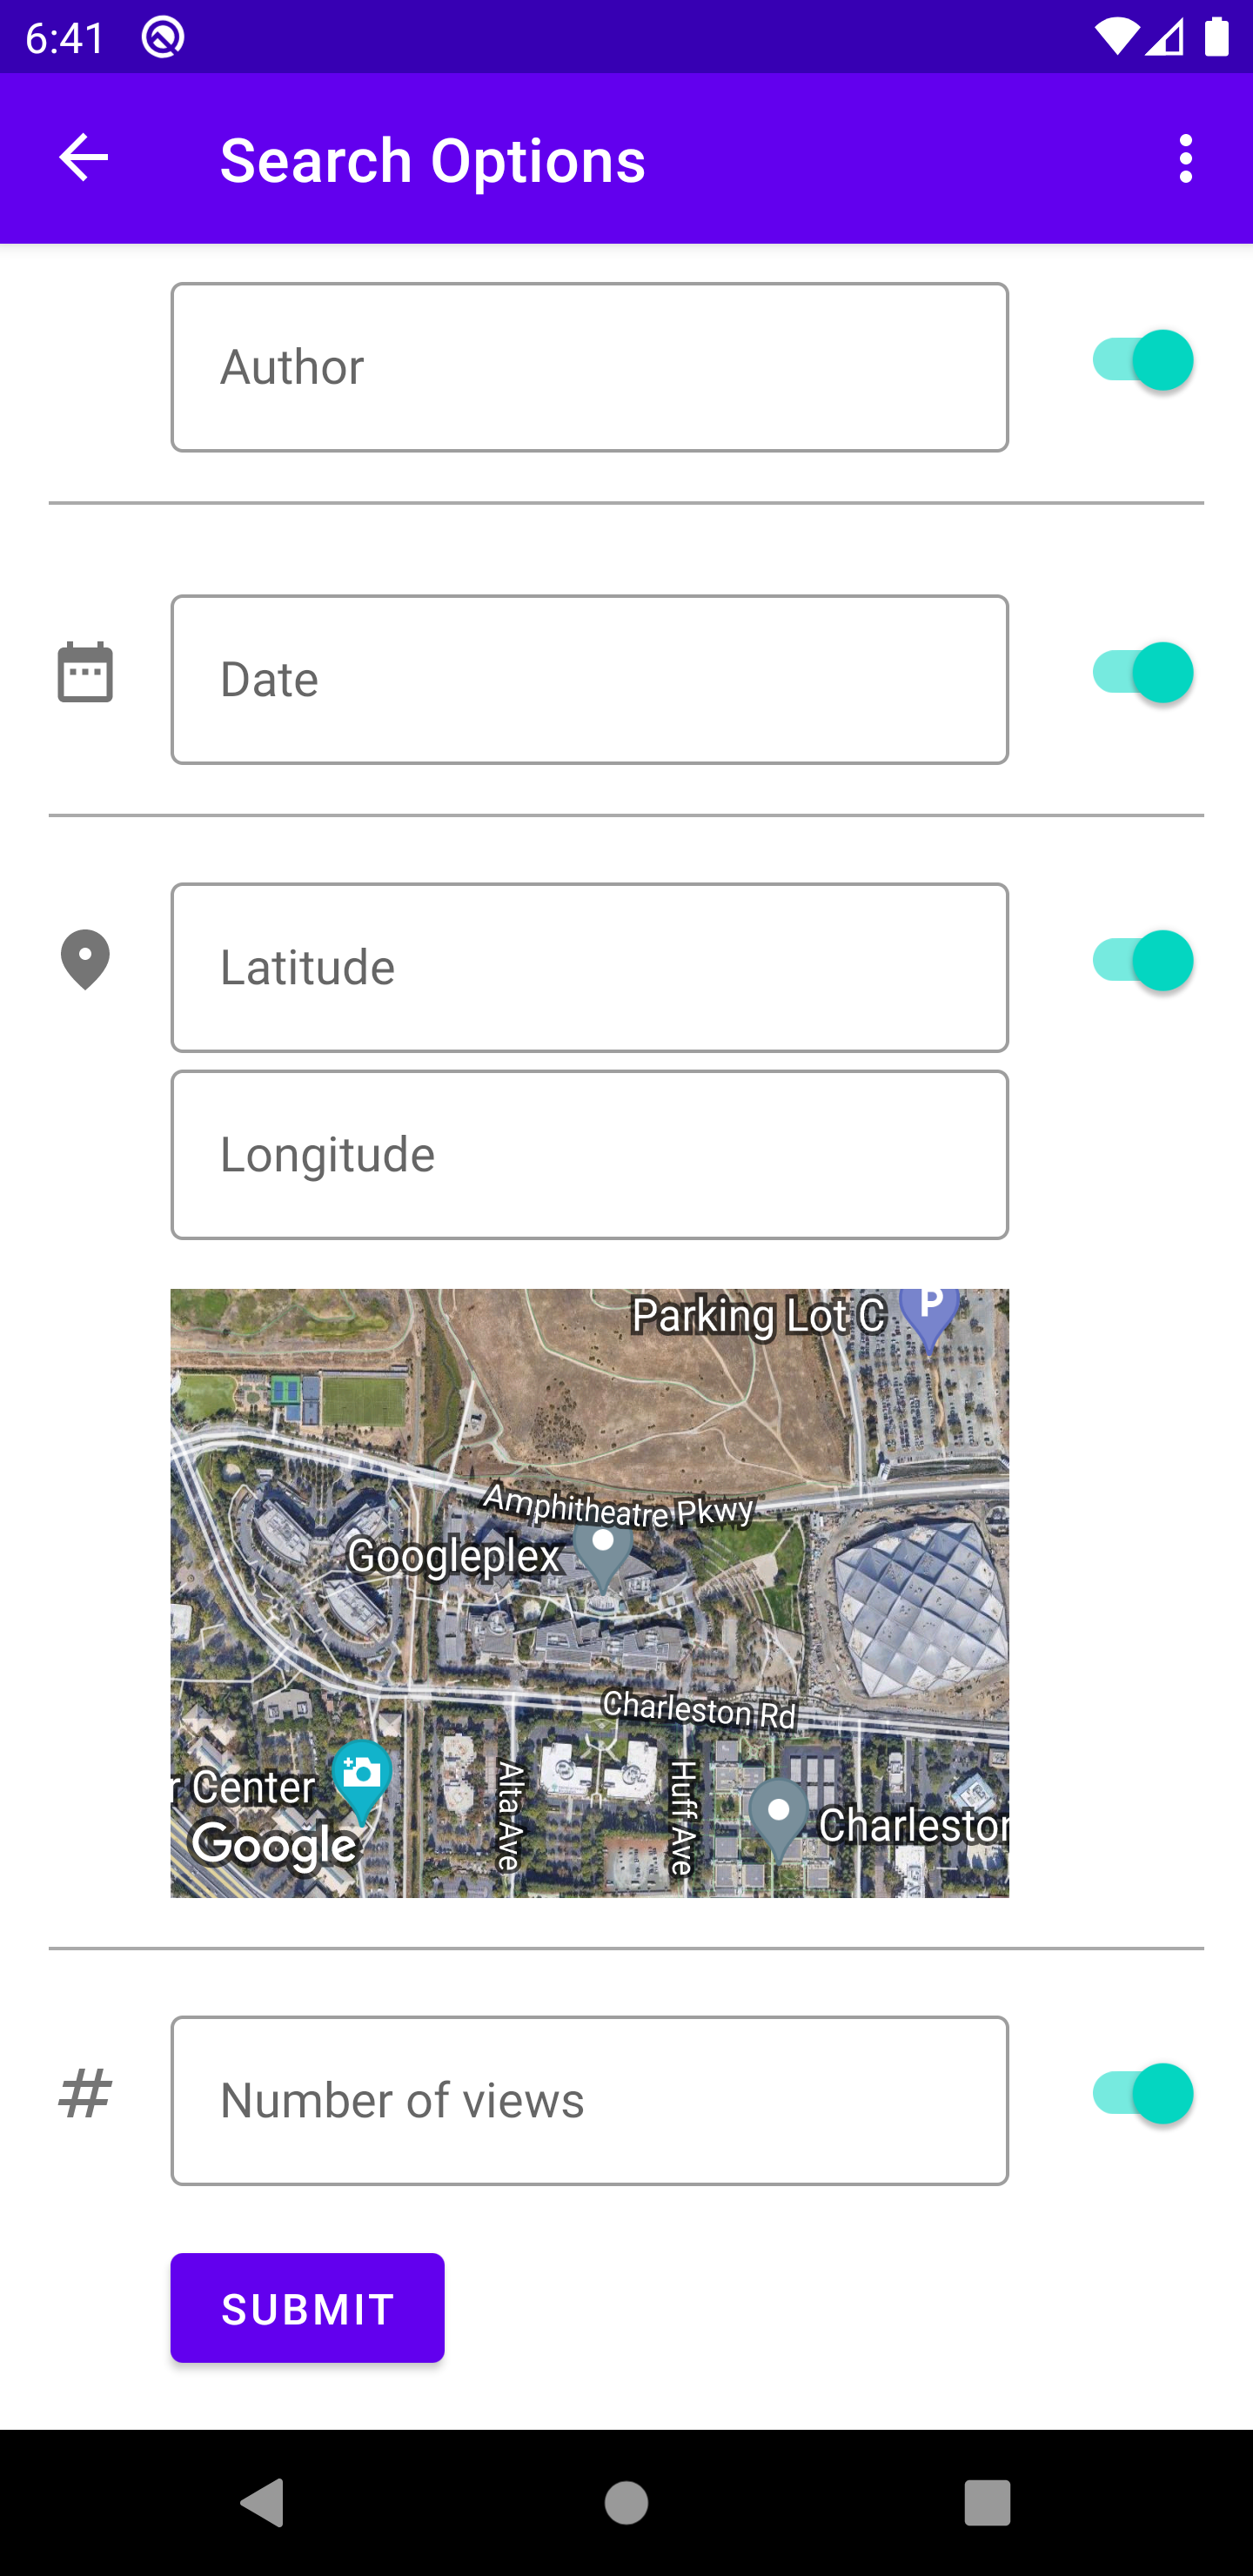 6:41
Search Options
Author
Date
Latitude
Longitude
Parking Lot C
P
Amphitheatre Pkwy
Googleplex
Charleston Rd
r Center
Alta Ave
Huff Ave
Charleston
Google
#
Number of views
SUBMIT